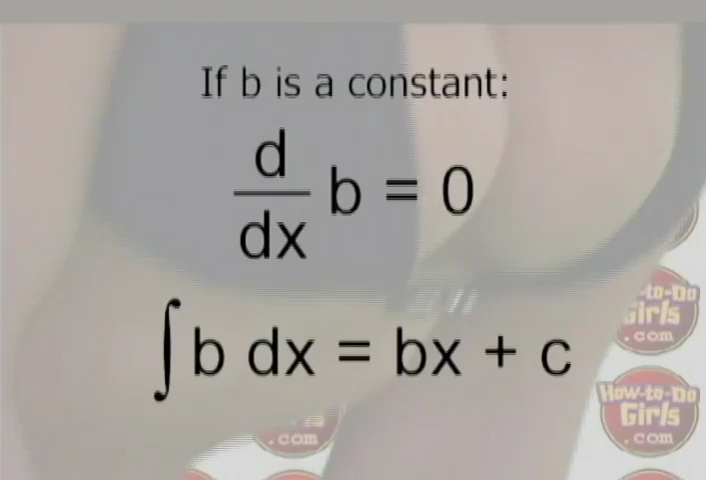 If b is a constant:
d
dx b = 0
∫ b dx = bx + c
-to-Do
Girls
.com
How-to-Do
Girls
.com
.com